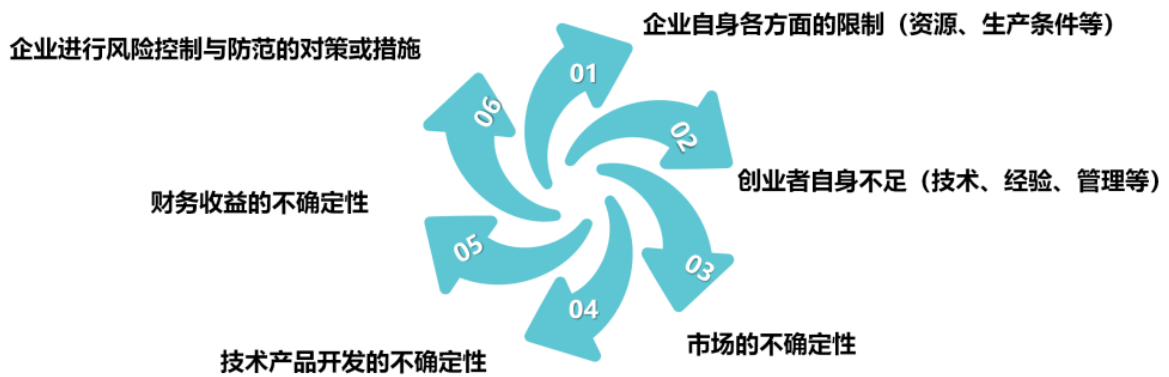 01
企业自身各方面的限制（资源、生产条件等）
02
创业者自身不足（技术、经验、管理等）
03
市场的不确定性
04
技术产品开发的不确定性
05
财务收益的不确定性
06
企业进行风险控制与防范的对策或措施